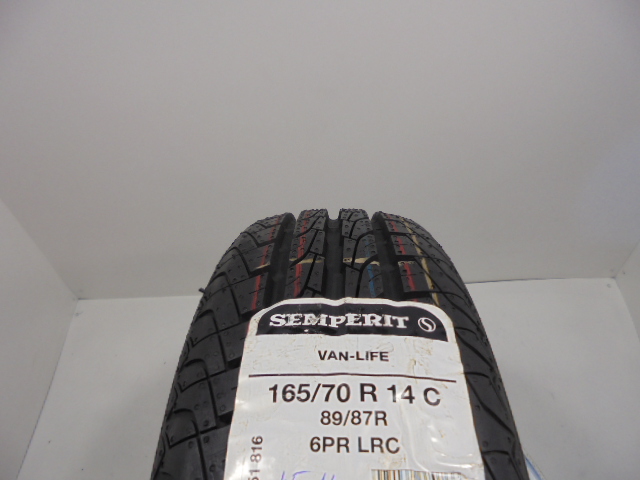 SEMPERIT S
VAN-LIFE
165/70 R 14 C
89/87R
6PR LRC